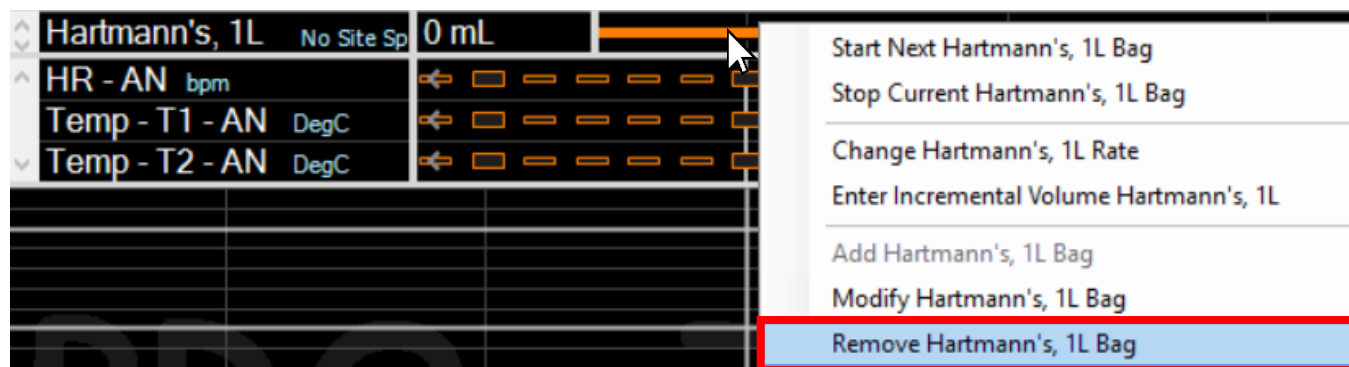 Hartmann's, 1L No Site Sp 0 mL
HR - AN bpm
Temp - T1 - AN DegC
Temp - T2 - AN DegC
Start Next Hartmann's, 1L Bag
Stop Current Hartmann's, 1L Bag
Change Hartmann's, 1L Rate
Enter Incremental Volume Hartmann's, 1L
Add Hartmann's, 1L Bag
Modify Hartmann's, 1L Bag
Remove Hartmann's, 1L Bag